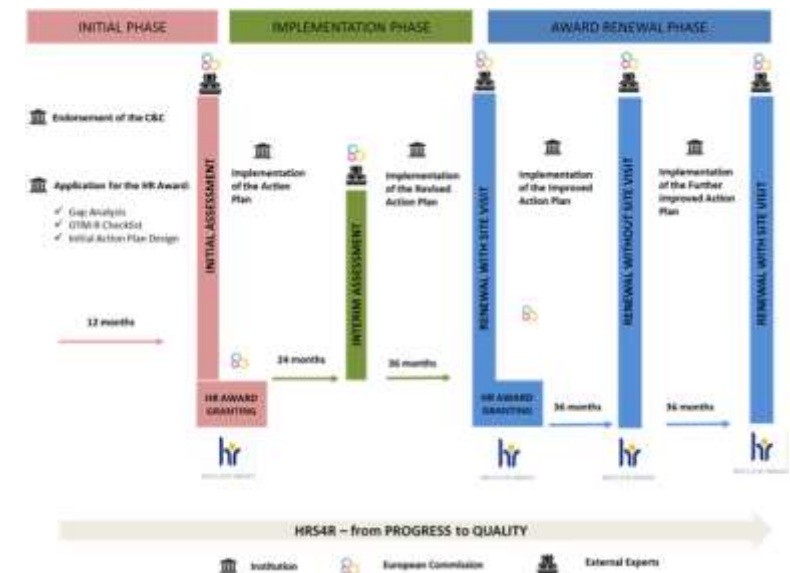 INITIAL PHASE
IMPLEMENTATION PHASE
AWARD RENEWAL PHASE
Endorsement of the C&C
Application for the HR Award:
✓ Gap Analysis
✓ OTM-R Checklist
✓ Initial Action Plan Design
12 months
INITIAL ASSESSMENT
HR AWARD
GRANTING
hr
Implementation
of the Action
Plan
24 months
INTERIM ASSESSMENT
Implementation
of the Revised
Action Plan
36 months
RENEWAL WITH SITE VISIT
HR AWARD
GRANTING
hr
Implementation
of the Improved
Action Plan
36 months
RENEWAL WITHOUT SITE VISIT
hr
Implementation
of the Further
Improved Action
Plan
36 months
RENEWAL WITH SITE VISIT
hr
HRS4R – from PROGRESS to QUALITY
Institution
European Commission
External Experts